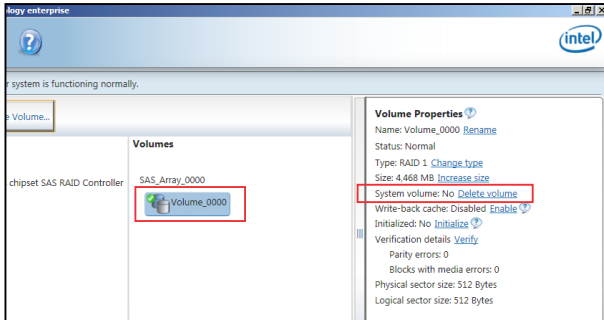 ology enterprise
intel
r system is functioning normally.
e Volume...
Volumes
chipset SAS RAID Controller
SAS_Array_0000
Volume_0000
Volume Properties
Name: Volume_0000 Rename
Status: Normal
Type: RAID 1 Change type
Size: 4,468 MB Increase size
System volume: No Delete volume
Write-back cache: Disabled Enable
Initialized: No Initialize
Verification details Verify
Parity errors: 0
Blocks with media errors: 0
Physical sector size: 512 Bytes
Logical sector size: 512 Bytes